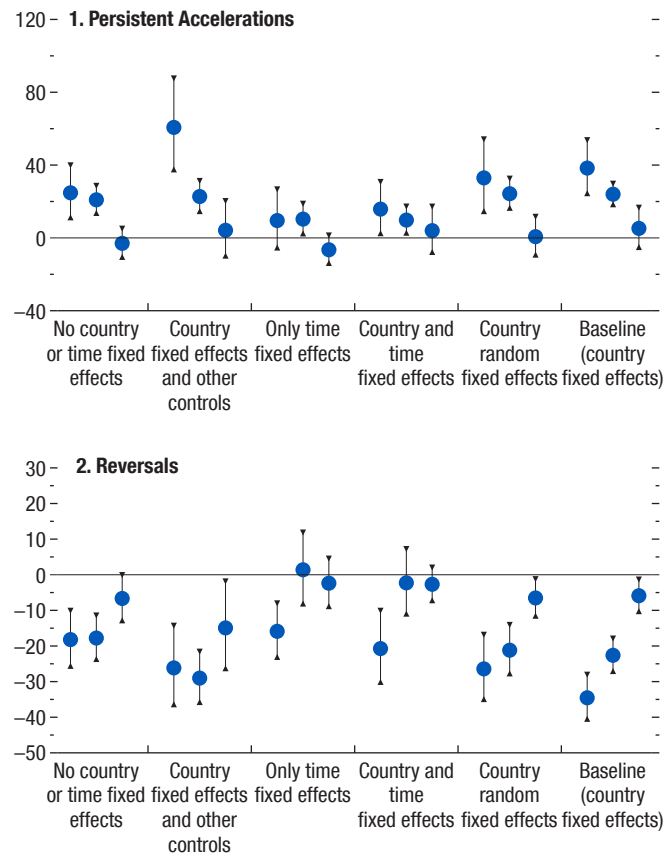 1. Persistent Accelerations
120
80
40
0
–40
No country or time fixed effects
Country fixed effects and other controls
Only time fixed effects
Country and time fixed effects
Country random fixed effects
Baseline (country fixed effects)
2. Reversals
30
20
10
0
–10
–20
–30
–40
–50
No country or time fixed effects
Country fixed effects and other controls
Only time fixed effects
Country and time fixed effects
Country random fixed effects
Baseline (country fixed effects)